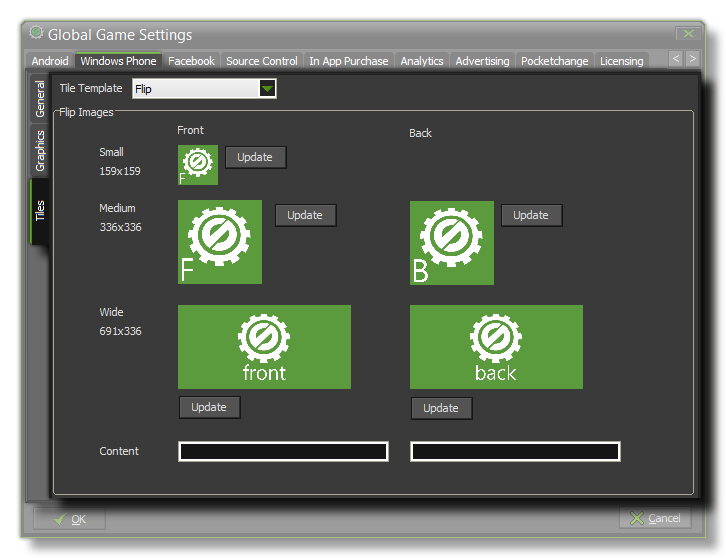 Global Game Settings
Android Windows Phone Facebook Source Control In App Purchase Analytics Advertising Pocketchange Licensing < >
General
Graphics
Tiles
Tile Template Flip
Flip Images
Front Back
Small
159x159
F
Update
Medium
336x336
F
Update
B
Update
Wide
691x336
front
back
Update Update
Content
OK Cancel